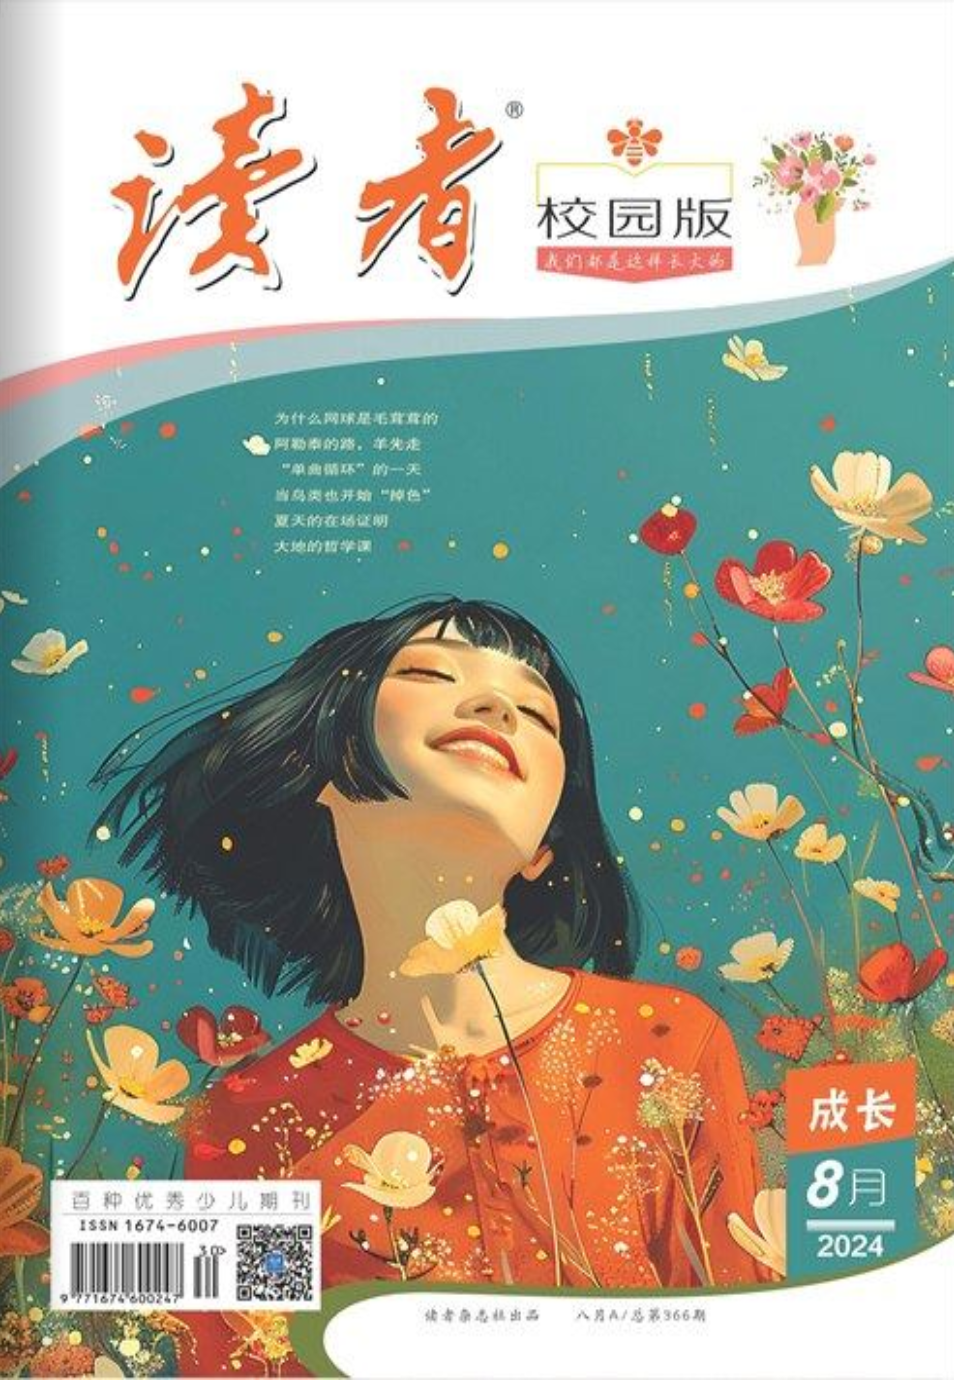 读者®
校园版
我们都是这样长大的
为什么网球是毛茸茸的
阿勒泰的路，羊先走
“单曲循环”的一天
当鸟类也开始“掉色”
夏天的在场证明
大地的哲学课
成长
8月
2024
百种优秀少儿期刊
ISSN 1674-6007
30>
9 771674 600247
读者杂志社出品 八月A/总第366期